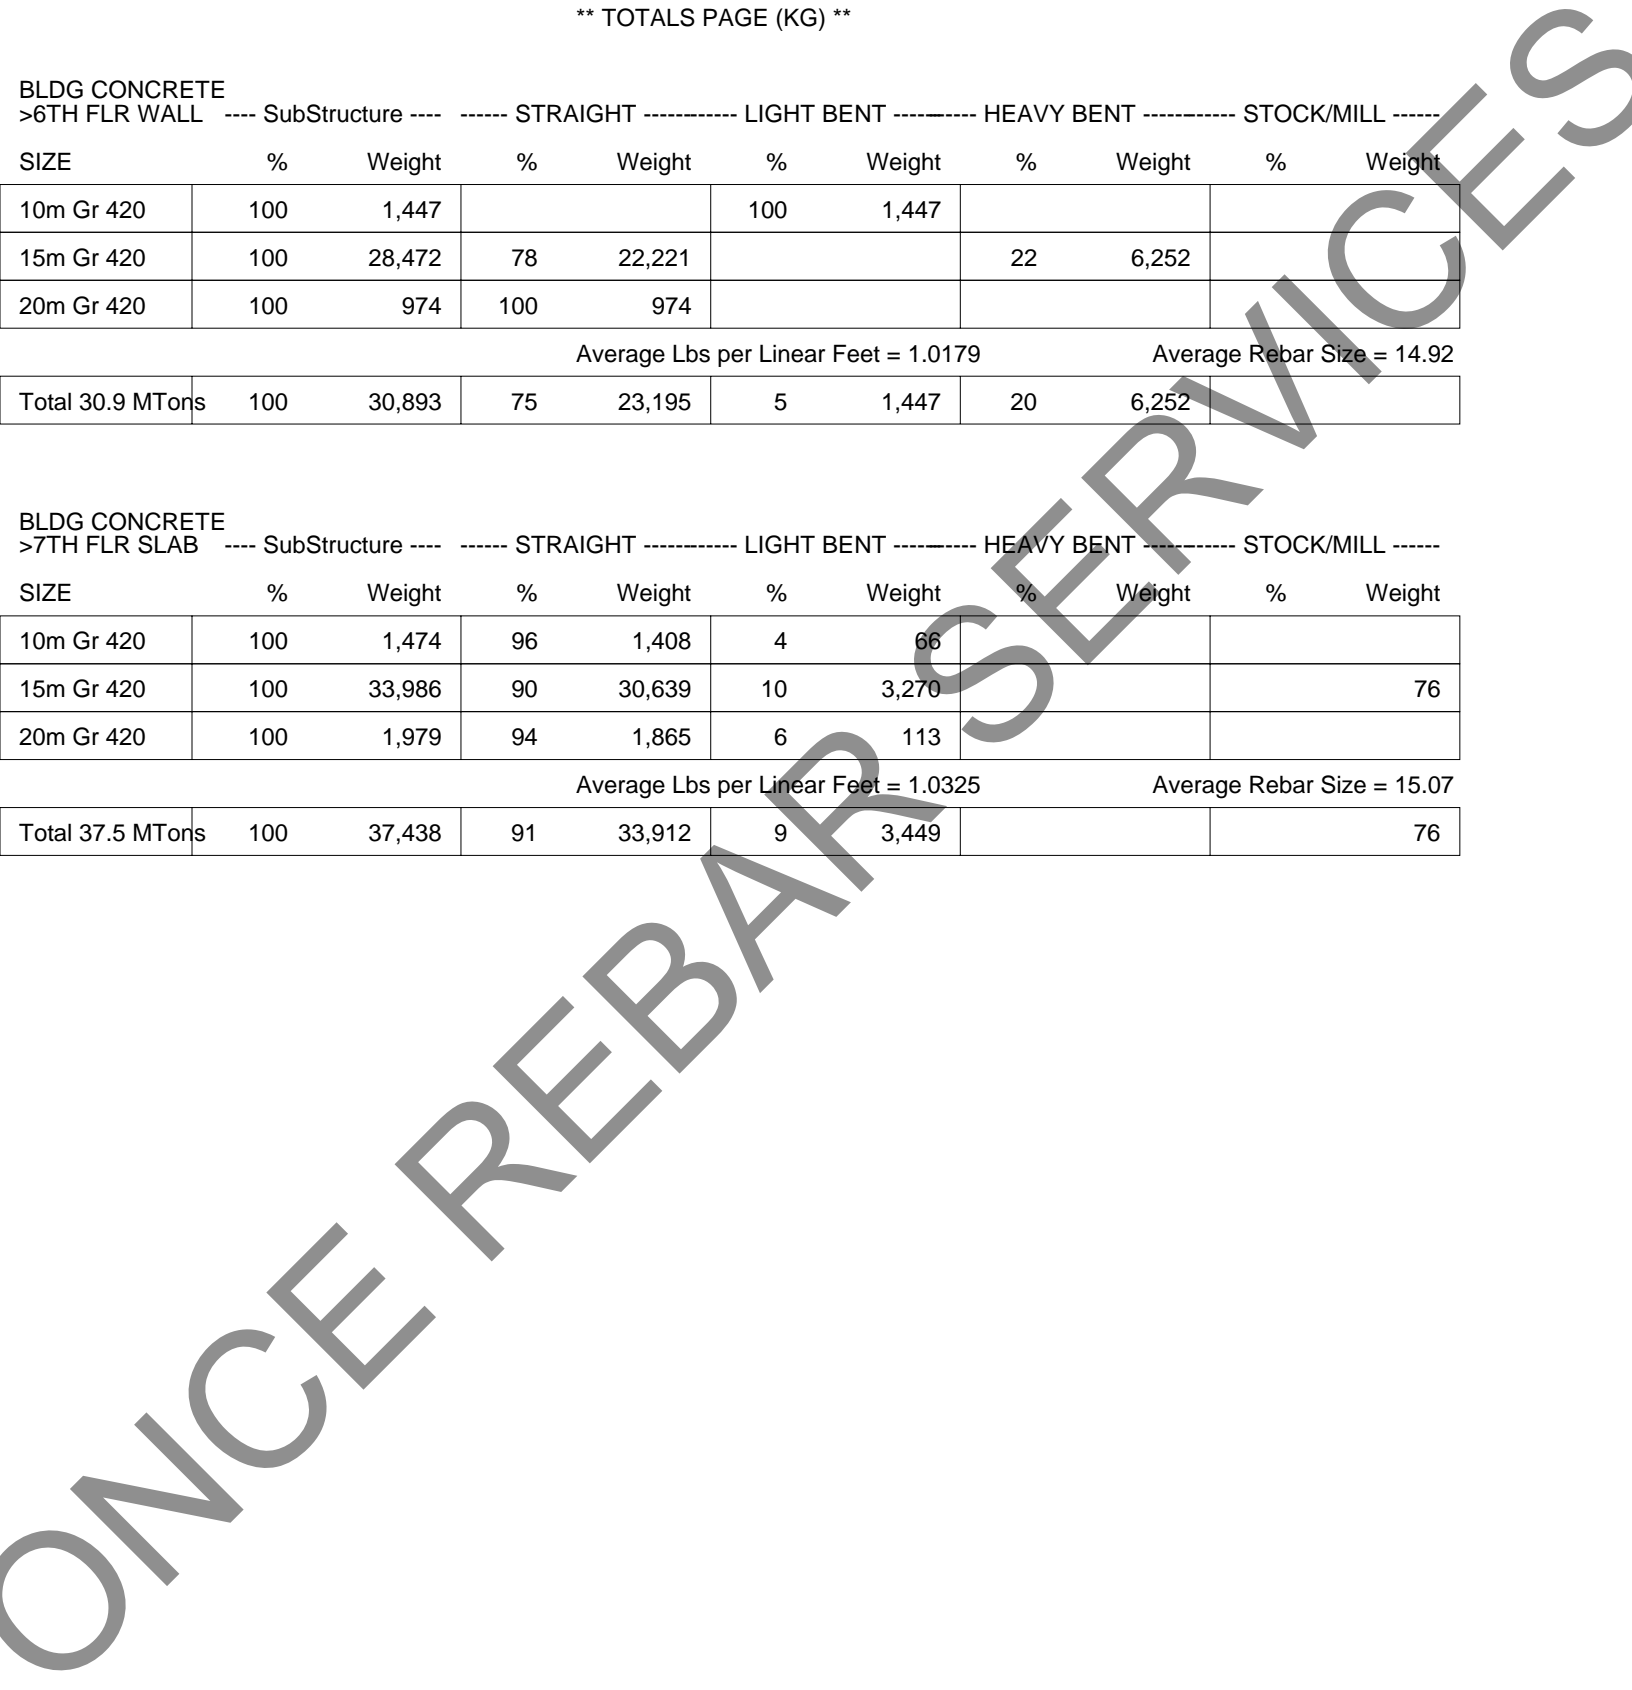 ** TOTALS PAGE (KG) **
BLDG CONCRETE
>6TH FLR WALL ---- SubStructure ---- ------ STRAIGHT ------------- LIGHT BENT ------------- HEAVY BENT ------------- STOCK/MILL ------
SIZE % Weight % Weight % Weight % Weight % Weight
10m Gr 420 100 1,447 100 1,447
15m Gr 420 100 28,472 78 22,221 22 6,252
20m Gr 420 100 974 100 974
Average Lbs per Linear Feet = 1.0179 Average Rebar Size = 14.92
Total 30.9 MTons 100 30,893 75 23,195 5 1,447 20 6,252
BLDG CONCRETE
>7TH FLR SLAB ---- SubStructure ---- ------ STRAIGHT ------------- LIGHT BENT ------------- HEAVY BENT ------------- STOCK/MILL ------
SIZE % Weight % Weight % Weight % Weight % Weight
10m Gr 420 100 1,474 96 1,408 4 66
15m Gr 420 100 33,986 90 30,639 10 3,270 76
20m Gr 420 100 1,979 94 1,865 6 113
Average Lbs per Linear Feet = 1.0325 Average Rebar Size = 15.07
Total 37.5 MTons 100 37,438 91 33,912 9 3,449 76
ONCE REBAR SERVICES